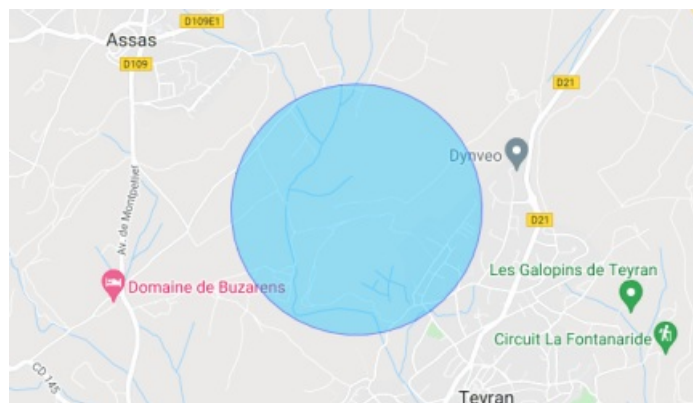 D109E1
Assas
D109
D21
Dynveo
Av. de Montpellier
D21
Les Galopins de Teyran
Domaine de Buzarens
Circuit La Fontanaride
CD 145
Teyran